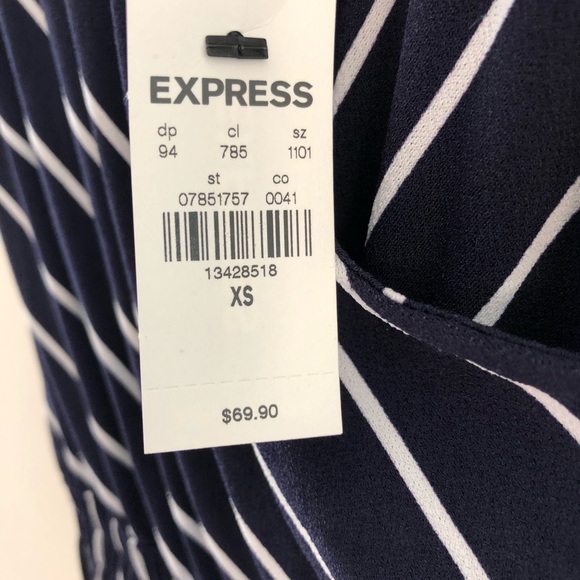 EXPRESS
dp cl sz
94 785 1101
st co
07851757 0041
13428518
XS
$69.90